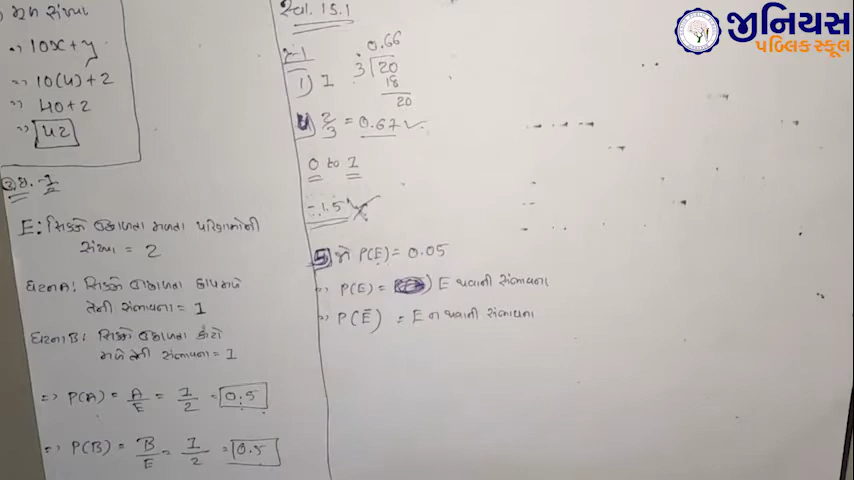 જીનિયસ
પબ્લિક સ્કૂલ
10x + y
=> 10(4) + 2
=> 40 + 2
=> 42
E: સિક્કો ઉછાળતા મળતા પરિણામોની
સંખ્યા = 2
ઘટના A: સિક્કો ઉછાળતા છાપ મળે
તેની સંભાવના = 1
ઘટના B: સિક્કો ઉછાળતા કાંટો
મળે તેની સંભાવના = 1
=> P(A) = A/E = 1/2 = 0.5
=> P(B) = B/E = 1/2 = 0.5
સ્વા. 15.1
1) 1
0.66
3 20
18
20
4 2/3 = 0.67 ✓
0 to 1
-1.5 ✗
5 જો P(E) = 0.05
=> P(E) = E થવાની સંભાવના
=> P(Ē) = E ન થવાની સંભાવના